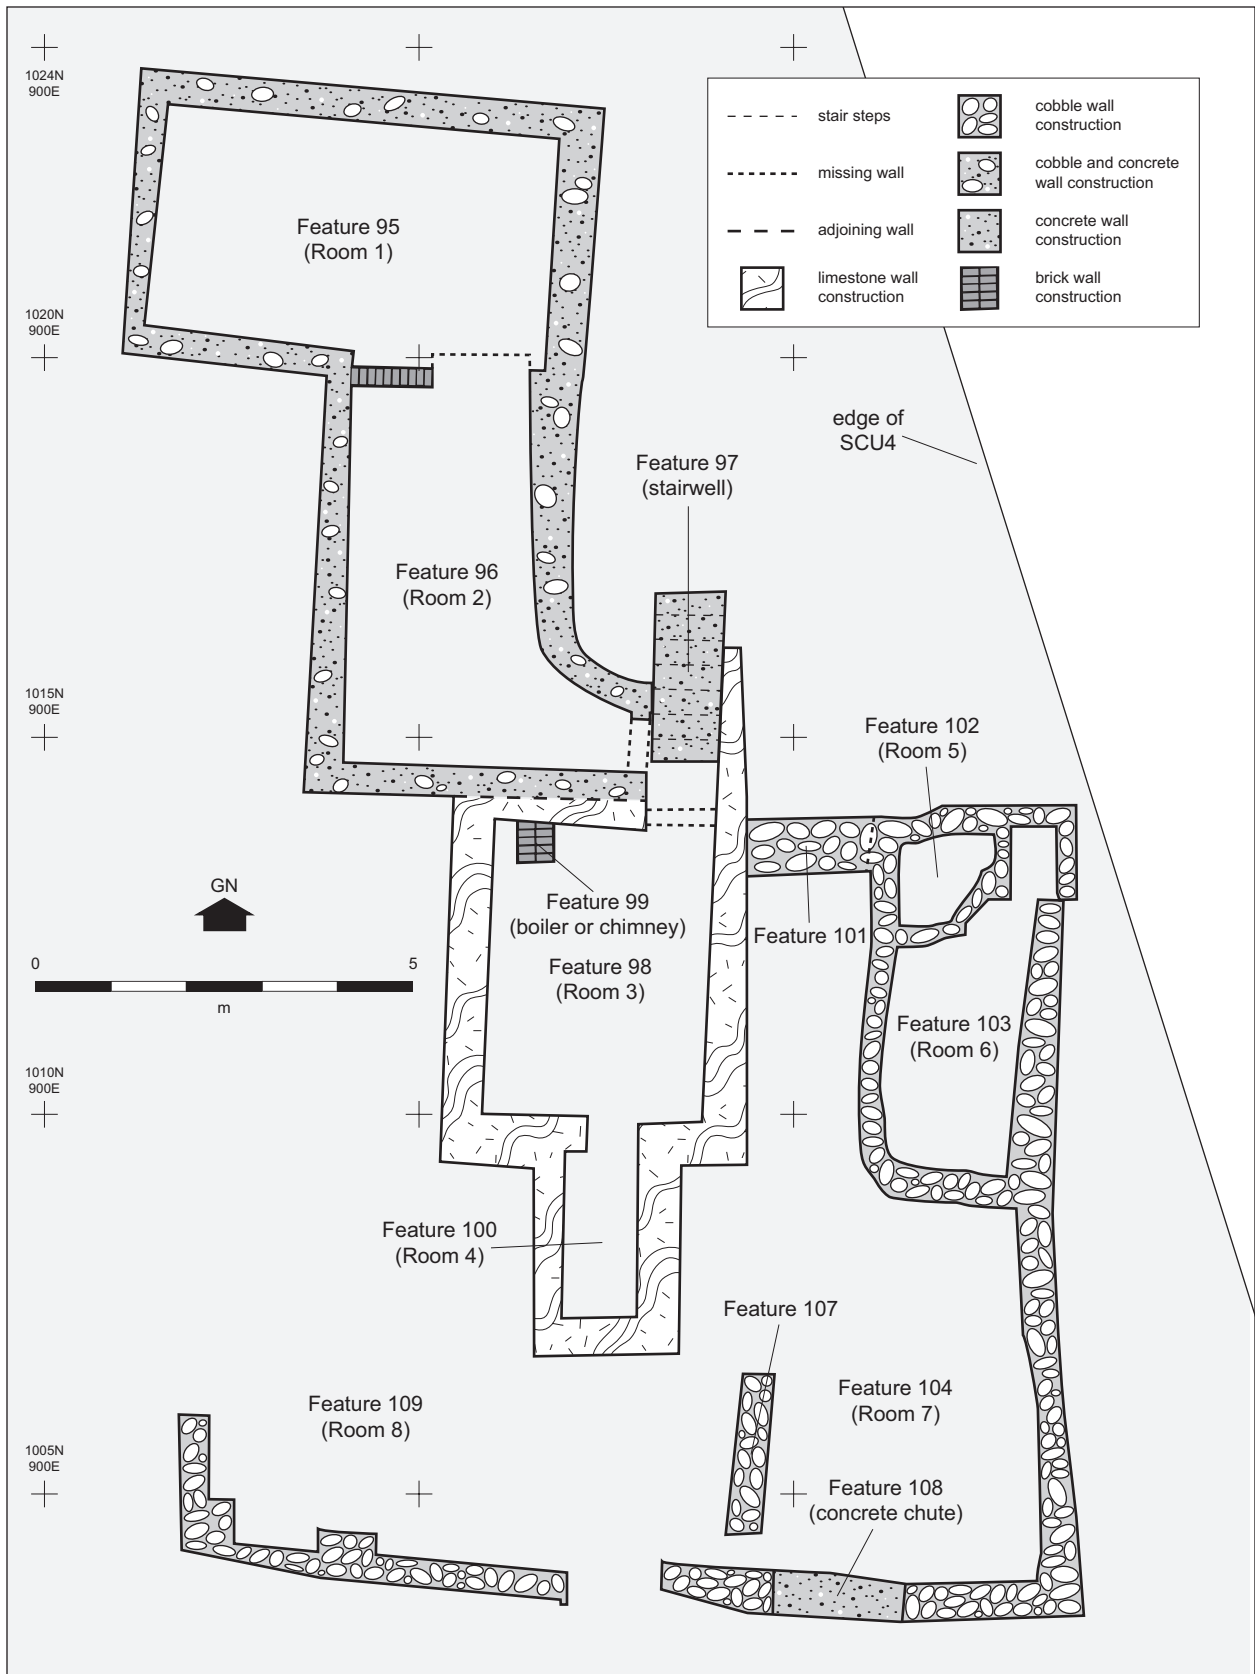 1024N
900E
stair steps
missing wall
adjoining wall
limestone wall
construction
cobble wall
construction
cobble and concrete
wall construction
concrete wall
construction
brick wall
construction
Feature 95
(Room 1)
1020N
900E
edge of
SCU4
Feature 97
(stairwell)
Feature 96
(Room 2)
1015N
900E
Feature 102
(Room 5)
GN
Feature 99
(boiler or chimney)
Feature 101
0
5
m
Feature 98
(Room 3)
Feature 103
(Room 6)
1010N
900E
Feature 100
(Room 4)
Feature 107
Feature 109
(Room 8)
Feature 104
(Room 7)
1005N
900E
Feature 108
(concrete chute)